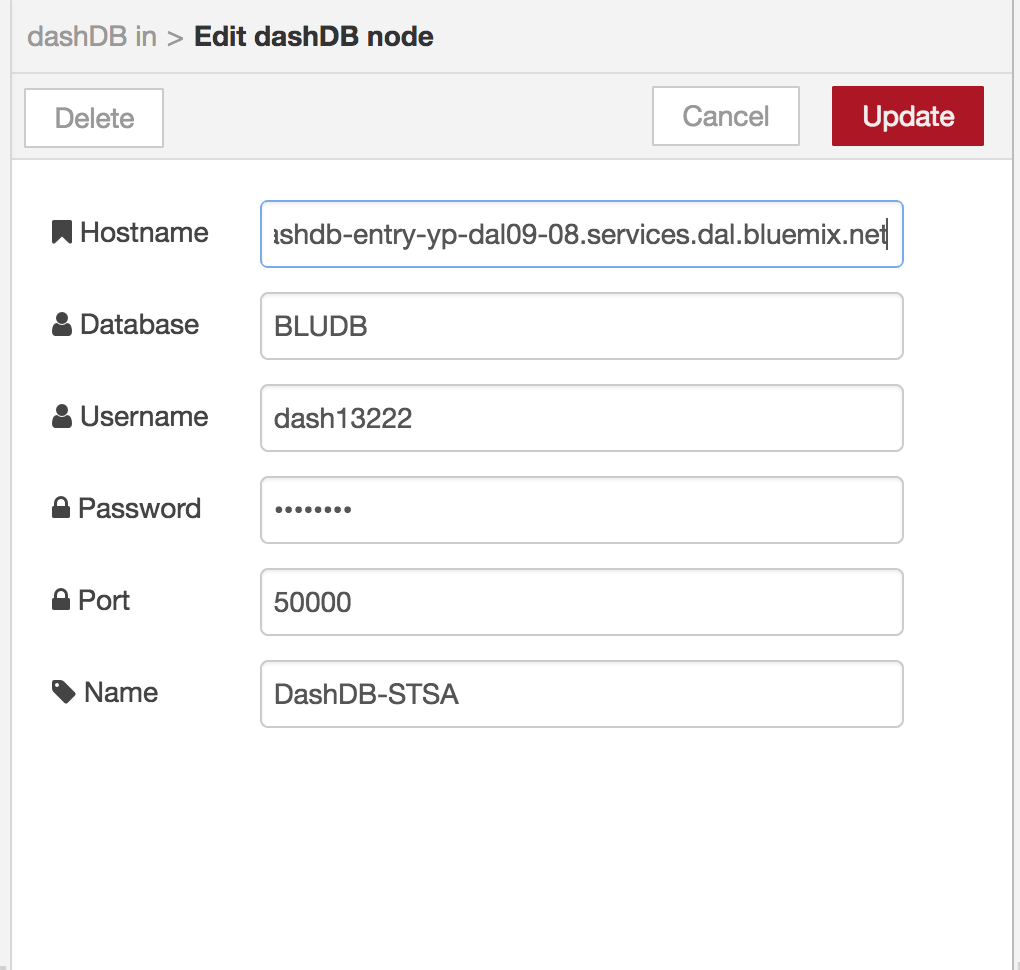 dashDB in > Edit dashDB node
Delete Cancel Update
Hostname ashdb-entry-yp-dal09-08.services.dal.bluemix.net
Database BLUDB
Username dash13222
Password ••••••••
Port 50000
Name DashDB-STSA